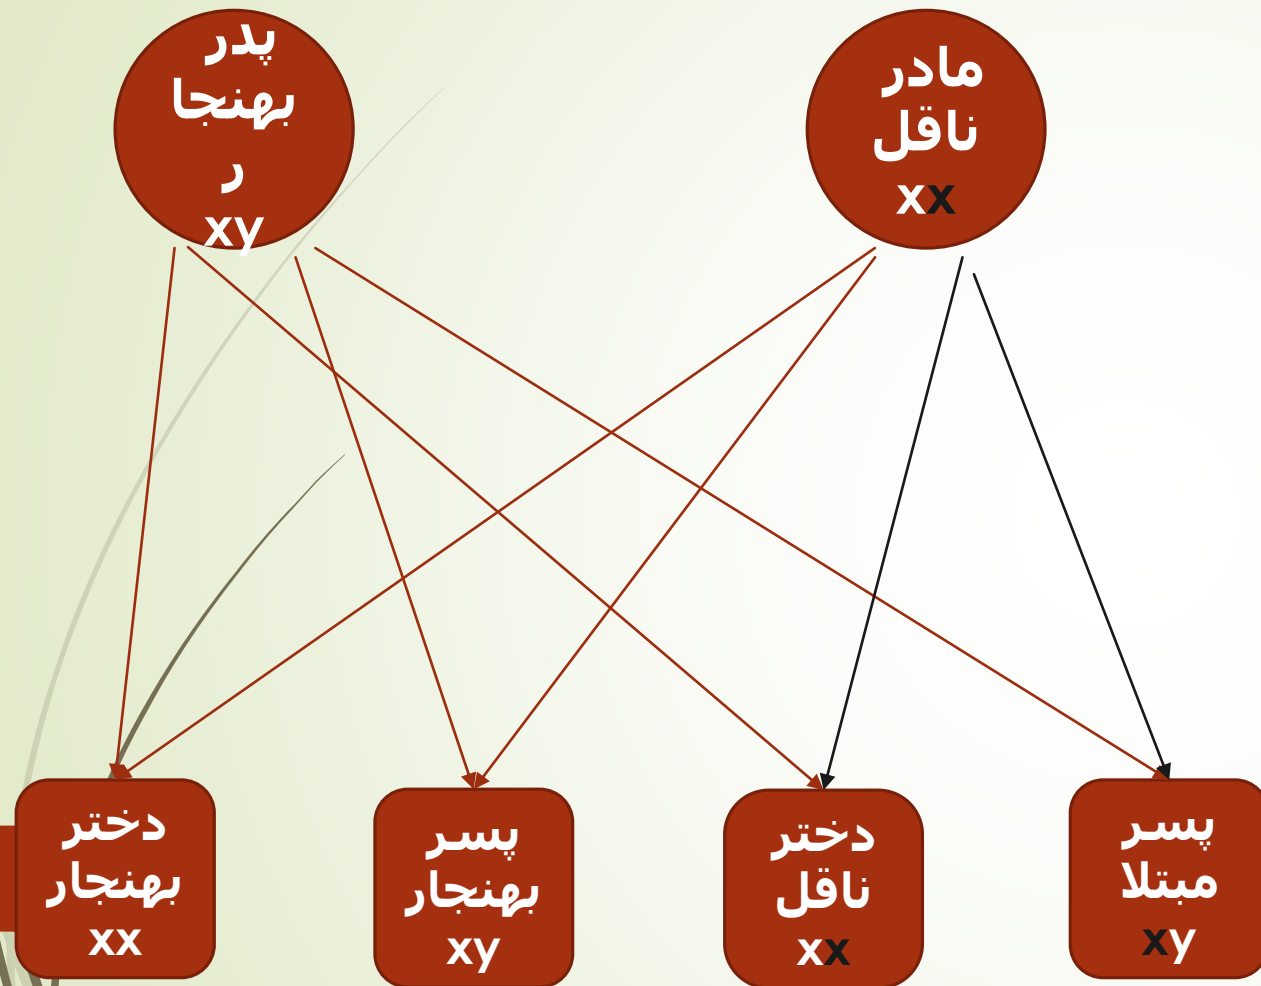 پدر
بهنجا
ر
xy
مادر
ناقل
xx
دختر
بهنجار
xx
پسر
بهنجار
xy
دختر
ناقل
xx
پسر
مبتلا
xy